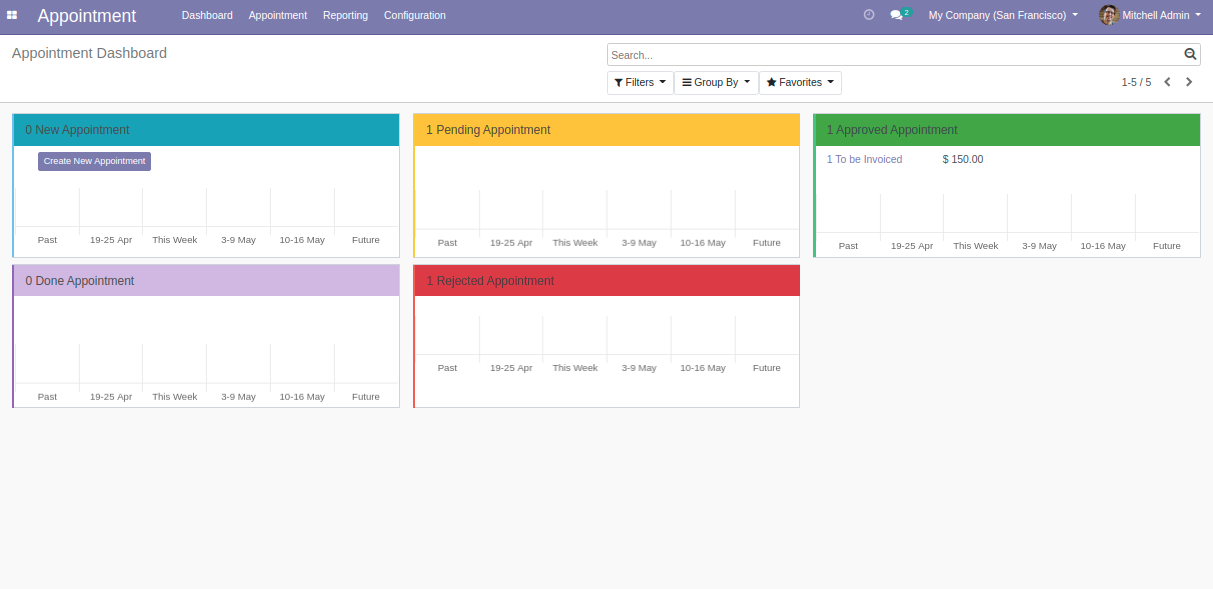 Appointment Dashboard Appointment Reporting Configuration 2 My Company (San Francisco) Mitchell Admin
Appointment Dashboard
Search...
Filters Group By Favorites 1-5 / 5
0 New Appointment
Create New Appointment
Past 19-25 Apr This Week 3-9 May 10-16 May Future
1 Pending Appointment
Past 19-25 Apr This Week 3-9 May 10-16 May Future
1 Approved Appointment
1 To be Invoiced $ 150.00
Past 19-25 Apr This Week 3-9 May 10-16 May Future
0 Done Appointment
Past 19-25 Apr This Week 3-9 May 10-16 May Future
1 Rejected Appointment
Past 19-25 Apr This Week 3-9 May 10-16 May Future